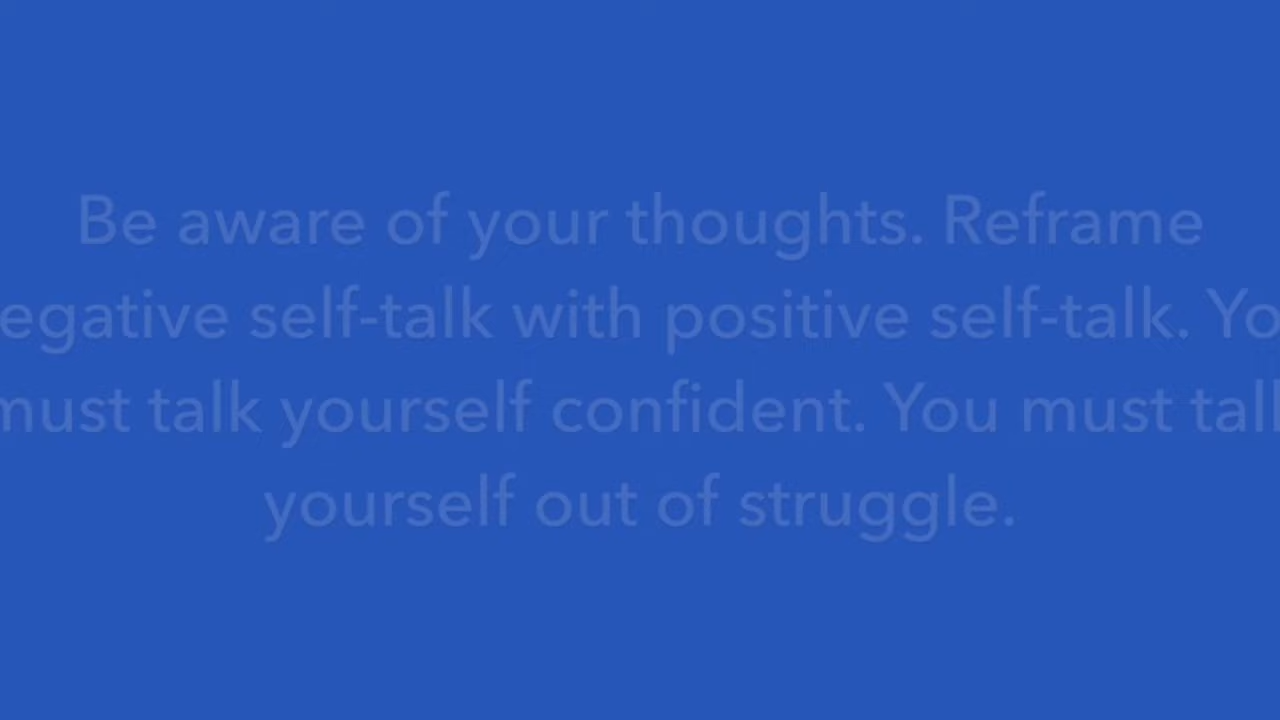 Be aware of your thoughts. Reframe
egative self-talk with positive self-talk. Yo
must talk yourself confident. You must talk
yourself out of struggle.